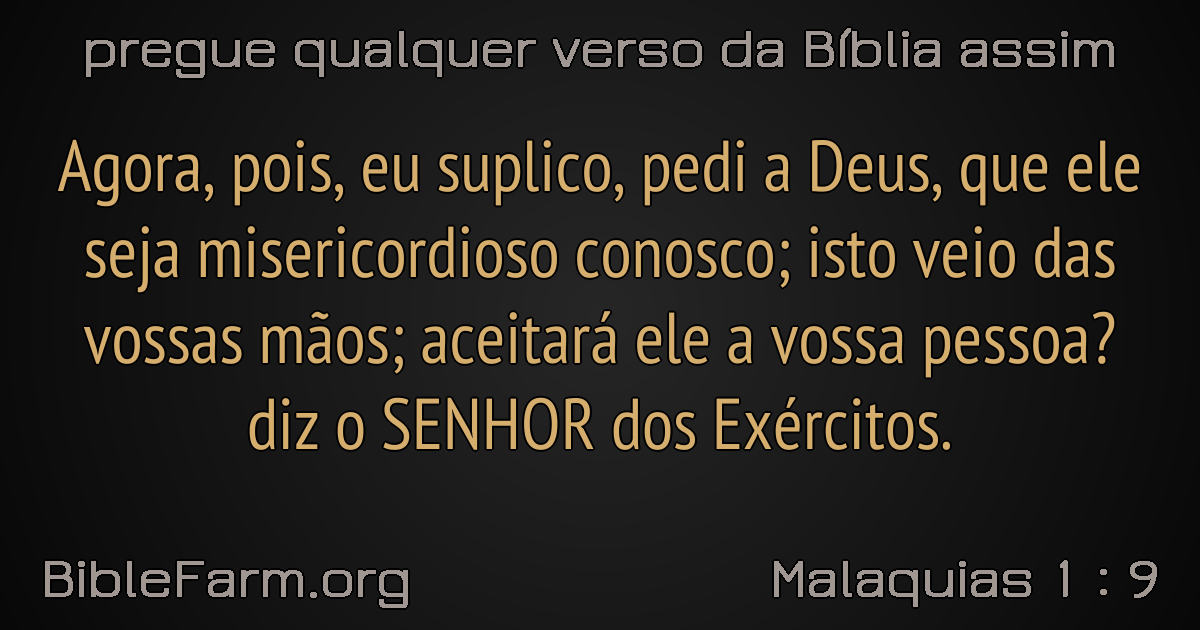 pregue qualquer verso da Bíblia assim
Agora, pois, eu suplico, pedi a Deus, que ele
seja misericordioso conosco; isto veio das
vossas mãos; aceitará ele a vossa pessoa?
diz o SENHOR dos Exércitos.
BibleFarm.org
Malaquias 1 : 9